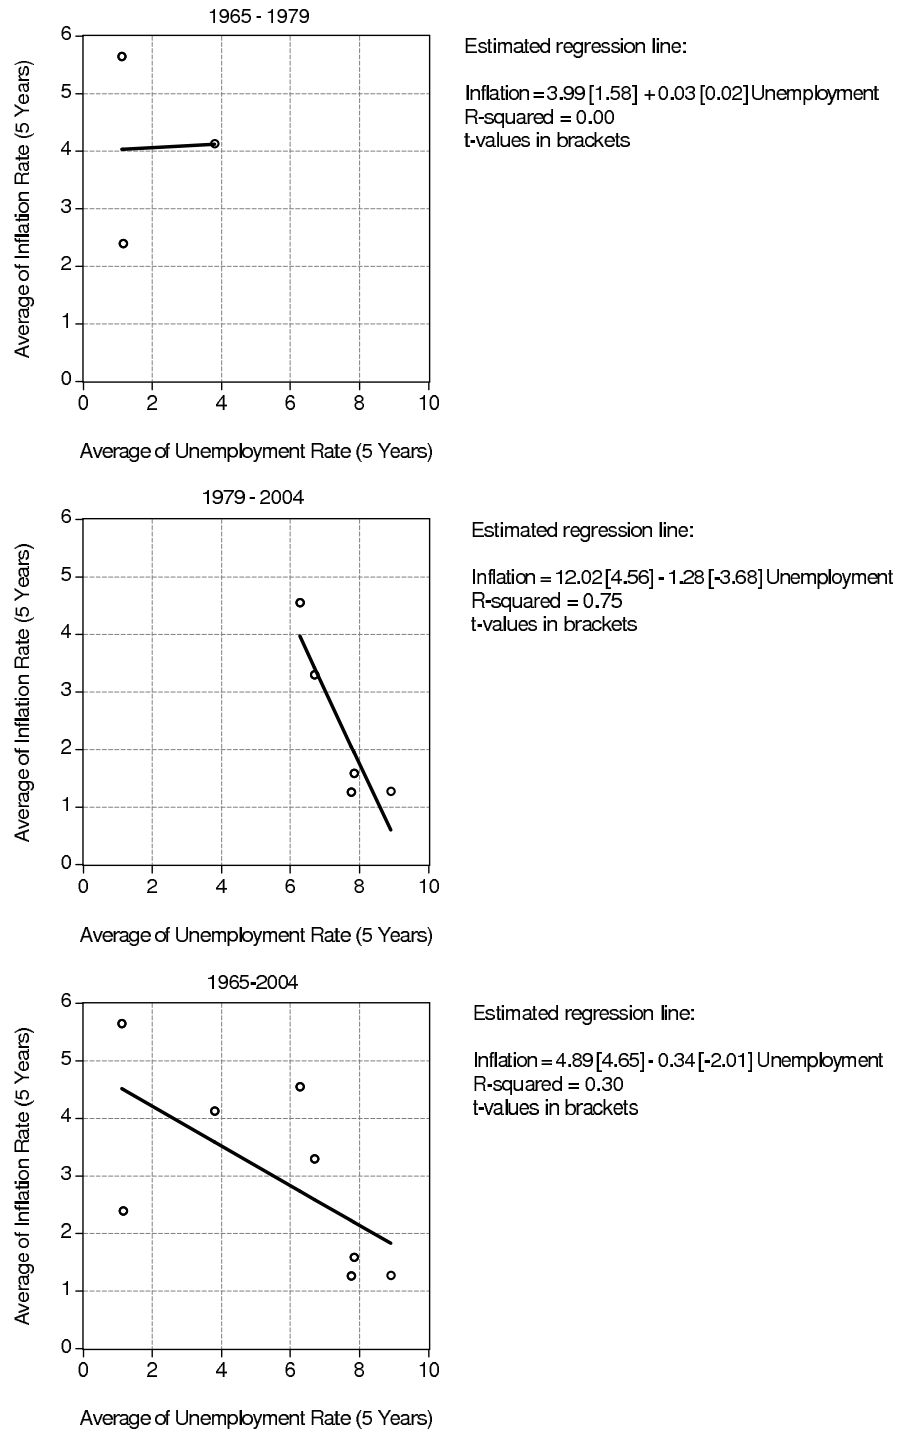 1965 - 1979
6
5
4
3
2
1
0
0 2 4 6 8 10
Average of Inflation Rate (5 Years)
Average of Unemployment Rate (5 Years)
Estimated regression line:
Inflation = 3.99 [1.58] + 0.03 [0.02] Unemployment
R-squared = 0.00
t-values in brackets
1979 - 2004
6
5
4
3
2
1
0
0 2 4 6 8 10
Average of Inflation Rate (5 Years)
Average of Unemployment Rate (5 Years)
Estimated regression line:
Inflation = 12.02 [4.56] - 1.28 [-3.68] Unemployment
R-squared = 0.75
t-values in brackets
1965-2004
6
5
4
3
2
1
0
0 2 4 6 8 10
Average of Inflation Rate (5 Years)
Average of Unemployment Rate (5 Years)
Estimated regression line:
Inflation = 4.89 [4.65] - 0.34 [-2.01] Unemployment
R-squared = 0.30
t-values in brackets